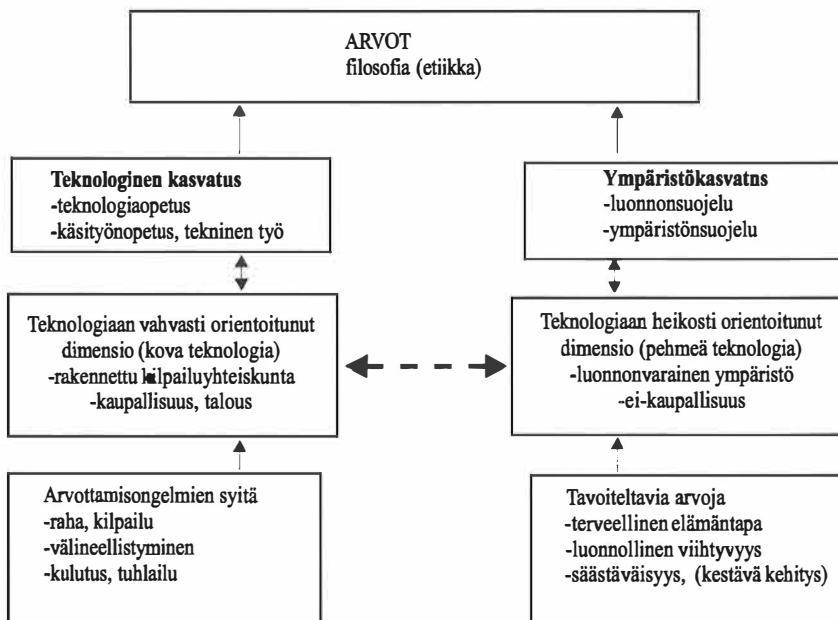 ARVOT
filosofia (etiikka)
Teknologinen kasvatus
-teknologiaopetus
-käsityönopetus, tekninen työ
Ympäristökasvatns
-luonnonsuojelu
-ympäristönsuojelu
Teknologiaan vahvasti orientoitunut
dimensio (kova teknologia)
-rakennettu kilpailuyhteiskunta
-kaupallisuus, talous
Teknologiaan heikosti orientoitunut
dimensio (pehmeä teknologia)
-luonnonvarainen ympäristö
-ei-kaupallisuus
Arvottamisongelmien syitä
-raha, kilpailu
-välineellistyminen
-kulutus, tuhlailu
Tavoiteltavia arvoja
-terveellinen elämäntapa
-luonnollinen viihtyvyys
-säästäväisyys, (kestävä kehitys)